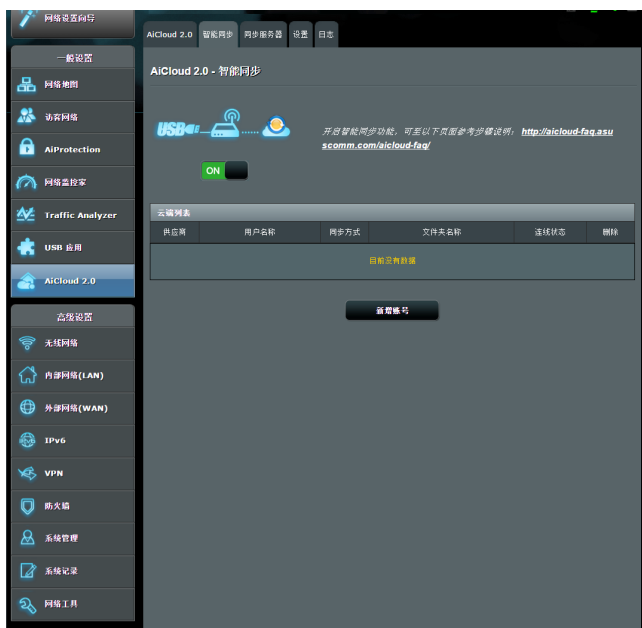 网络设置向导
一般设置
网络地图
访客网络
AiProtection
网络监控家
Traffic Analyzer
USB 应用
AiCloud 2.0
高级设置
无线网络
内部网络(LAN)
外部网络(WAN)
IPv6
VPN
防火墙
系统管理
系统记录
网络工具
AiCloud 2.0 智能同步 同步服务器 设置 日志
AiCloud 2.0 - 智能同步
USB
开启智能同步功能，可至以下页面参考步骤说明： http://aicloud-faq.asu
scomm.com/aicloud-faq/
ON
云端列表
供应商 用户名称 同步方式 文件夹名称 连线状态 删除
目前没有数据
新增账号